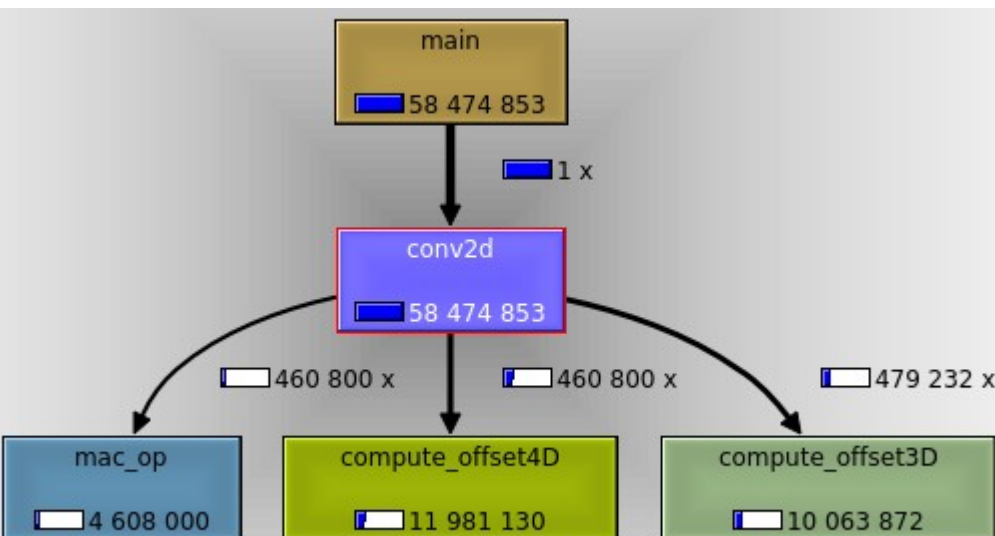 main
58 474 853
1 x
conv2d
58 474 853
460 800 x
460 800 x
479 232 x
mac_op
4 608 000
compute_offset4D
11 981 130
compute_offset3D
10 063 872